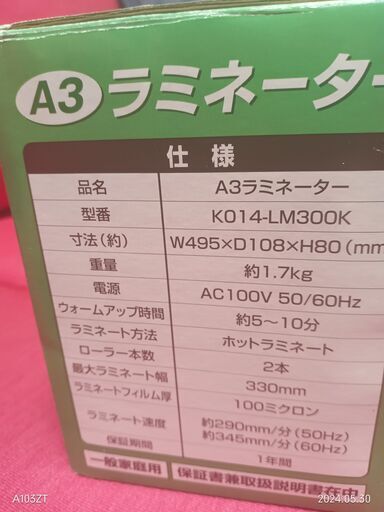 A3 ラミネーター
仕様
品名 A3ラミネーター
型番 K014-LM300K
寸法(約) W495×D108×H80(mm
重量 約1.7kg
電源 AC100V 50/60Hz
ウォームアップ時間 約5〜10分
ラミネート方法 ホットラミネート
ローラー本数 2本
最大ラミネート幅 330mm
ラミネートフィルム厚 100ミクロン
ラミネート速度 約290mm/分(50Hz)
約345mm/分(60Hz)
保証期間 1年間
一般家庭用 保証書兼取扱説明書在中
A103ZT
2024.05.30